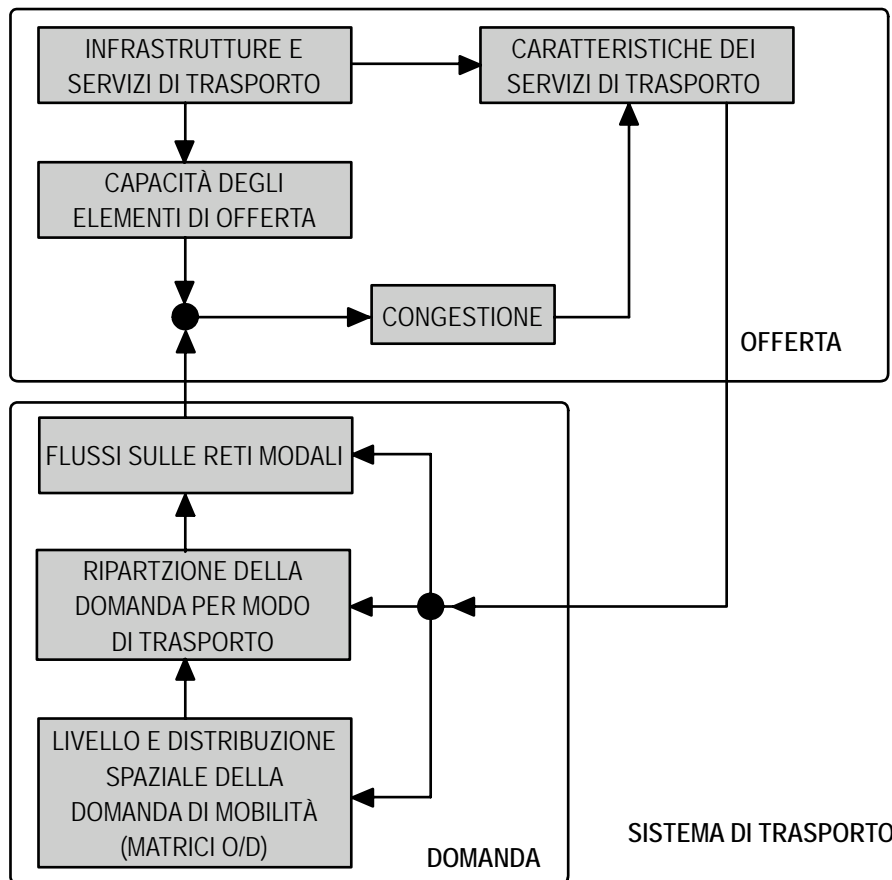 INFRASTRUTTURE E
SERVIZI DI TRASPORTO
CARATTERISTICHE DEI
SERVIZI DI TRASPORTO
CAPACITÀ DEGLI
ELEMENTI DI OFFERTA
CONGESTIONE
OFFERTA
FLUSSI SULLE RETI MODALI
RIPARTZIONE DELLA
DOMANDA PER MODO
DI TRASPORTO
LIVELLO E DISTRIBUZIONE
SPAZIALE DELLA
DOMANDA DI MOBILITÀ
(MATRICI O/D)
DOMANDA
SISTEMA DI TRASPORTO